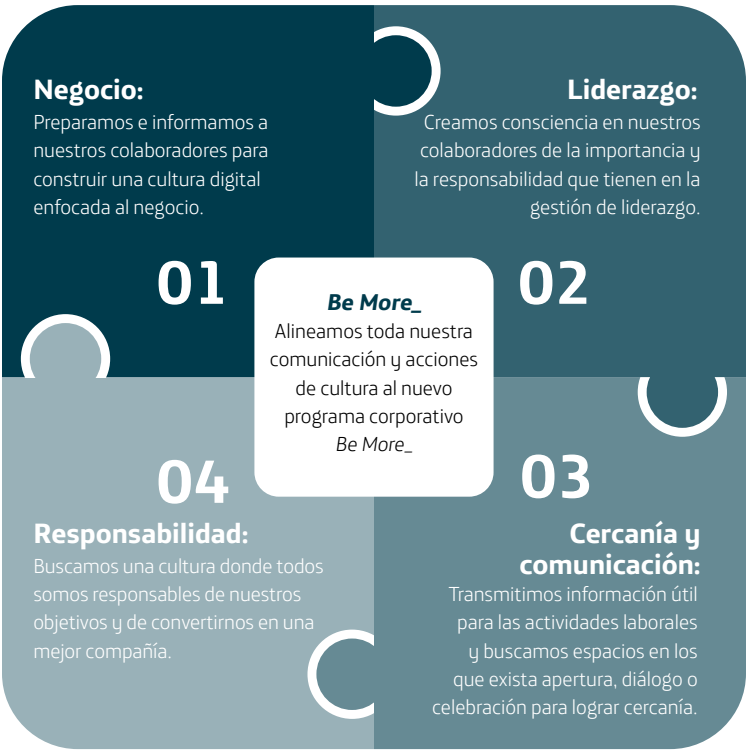 Negocio:
Preparamos e informamos a
nuestros colaboradores para
construir una cultura digital
enfocada al negocio.
01
Liderazgo:
Creamos consciencia en nuestros
colaboradores de la importancia y
la responsabilidad que tienen en la
gestión de liderazgo.
02
Be More_
Alineamos toda nuestra
comunicación y acciones
de cultura al nuevo
programa corporativo
Be More_
03
Cercanía y
comunicación:
Transmitimos información útil
para las actividades laborales
y buscamos espacios en los
que exista apertura, diálogo o
celebración para lograr cercanía.
04
Responsabilidad:
Buscamos una cultura donde todos
somos responsables de nuestros
objetivos y de convertirnos en una
mejor compañía.